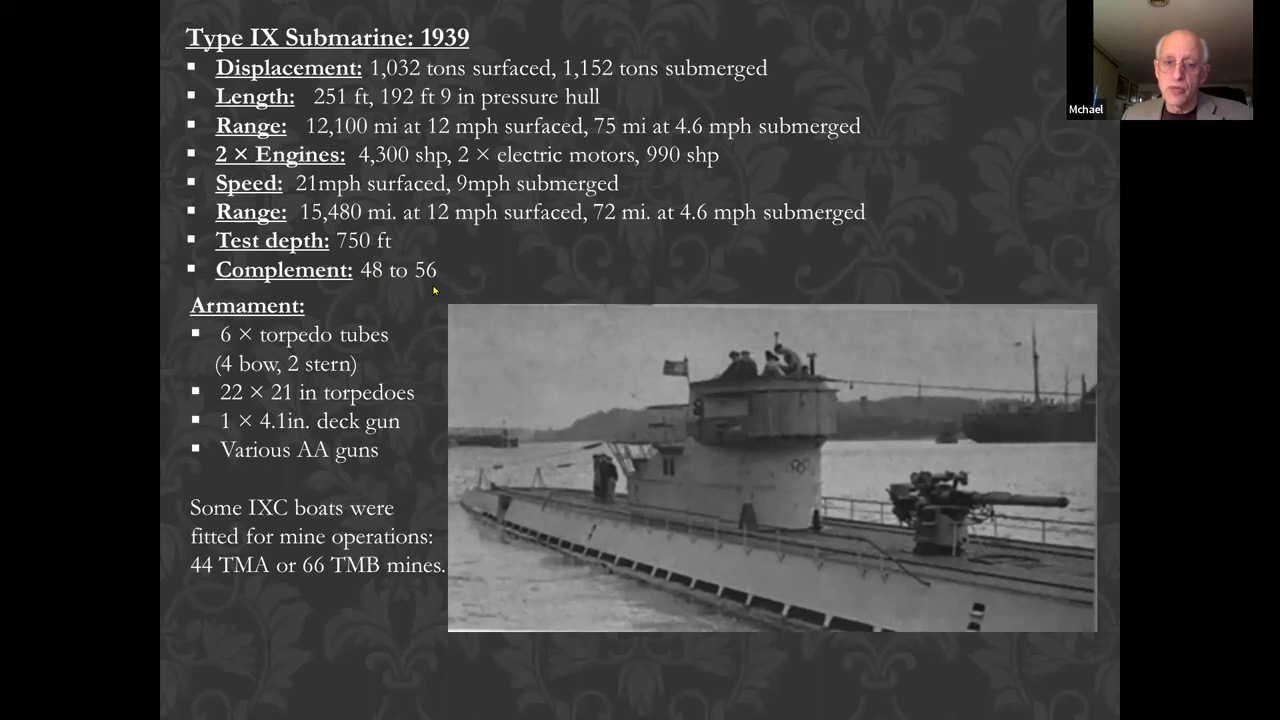 Type IX Submarine: 1939
▪ Displacement: 1,032 tons surfaced, 1,152 tons submerged
▪ Length: 251 ft, 192 ft 9 in pressure hull
▪ Range: 12,100 mi at 12 mph surfaced, 75 mi at 4.6 mph submerged
▪ 2 × Engines: 4,300 shp, 2 × electric motors, 990 shp
▪ Speed: 21mph surfaced, 9mph submerged
▪ Range: 15,480 mi. at 12 mph surfaced, 72 mi. at 4.6 mph submerged
▪ Test depth: 750 ft
▪ Complement: 48 to 56
Armament:
▪ 6 × torpedo tubes
(4 bow, 2 stern)
▪ 22 × 21 in torpedoes
▪ 1 × 4.1in. deck gun
▪ Various AA guns
Some IXC boats were
fitted for mine operations:
44 TMA or 66 TMB mines.
Mchael